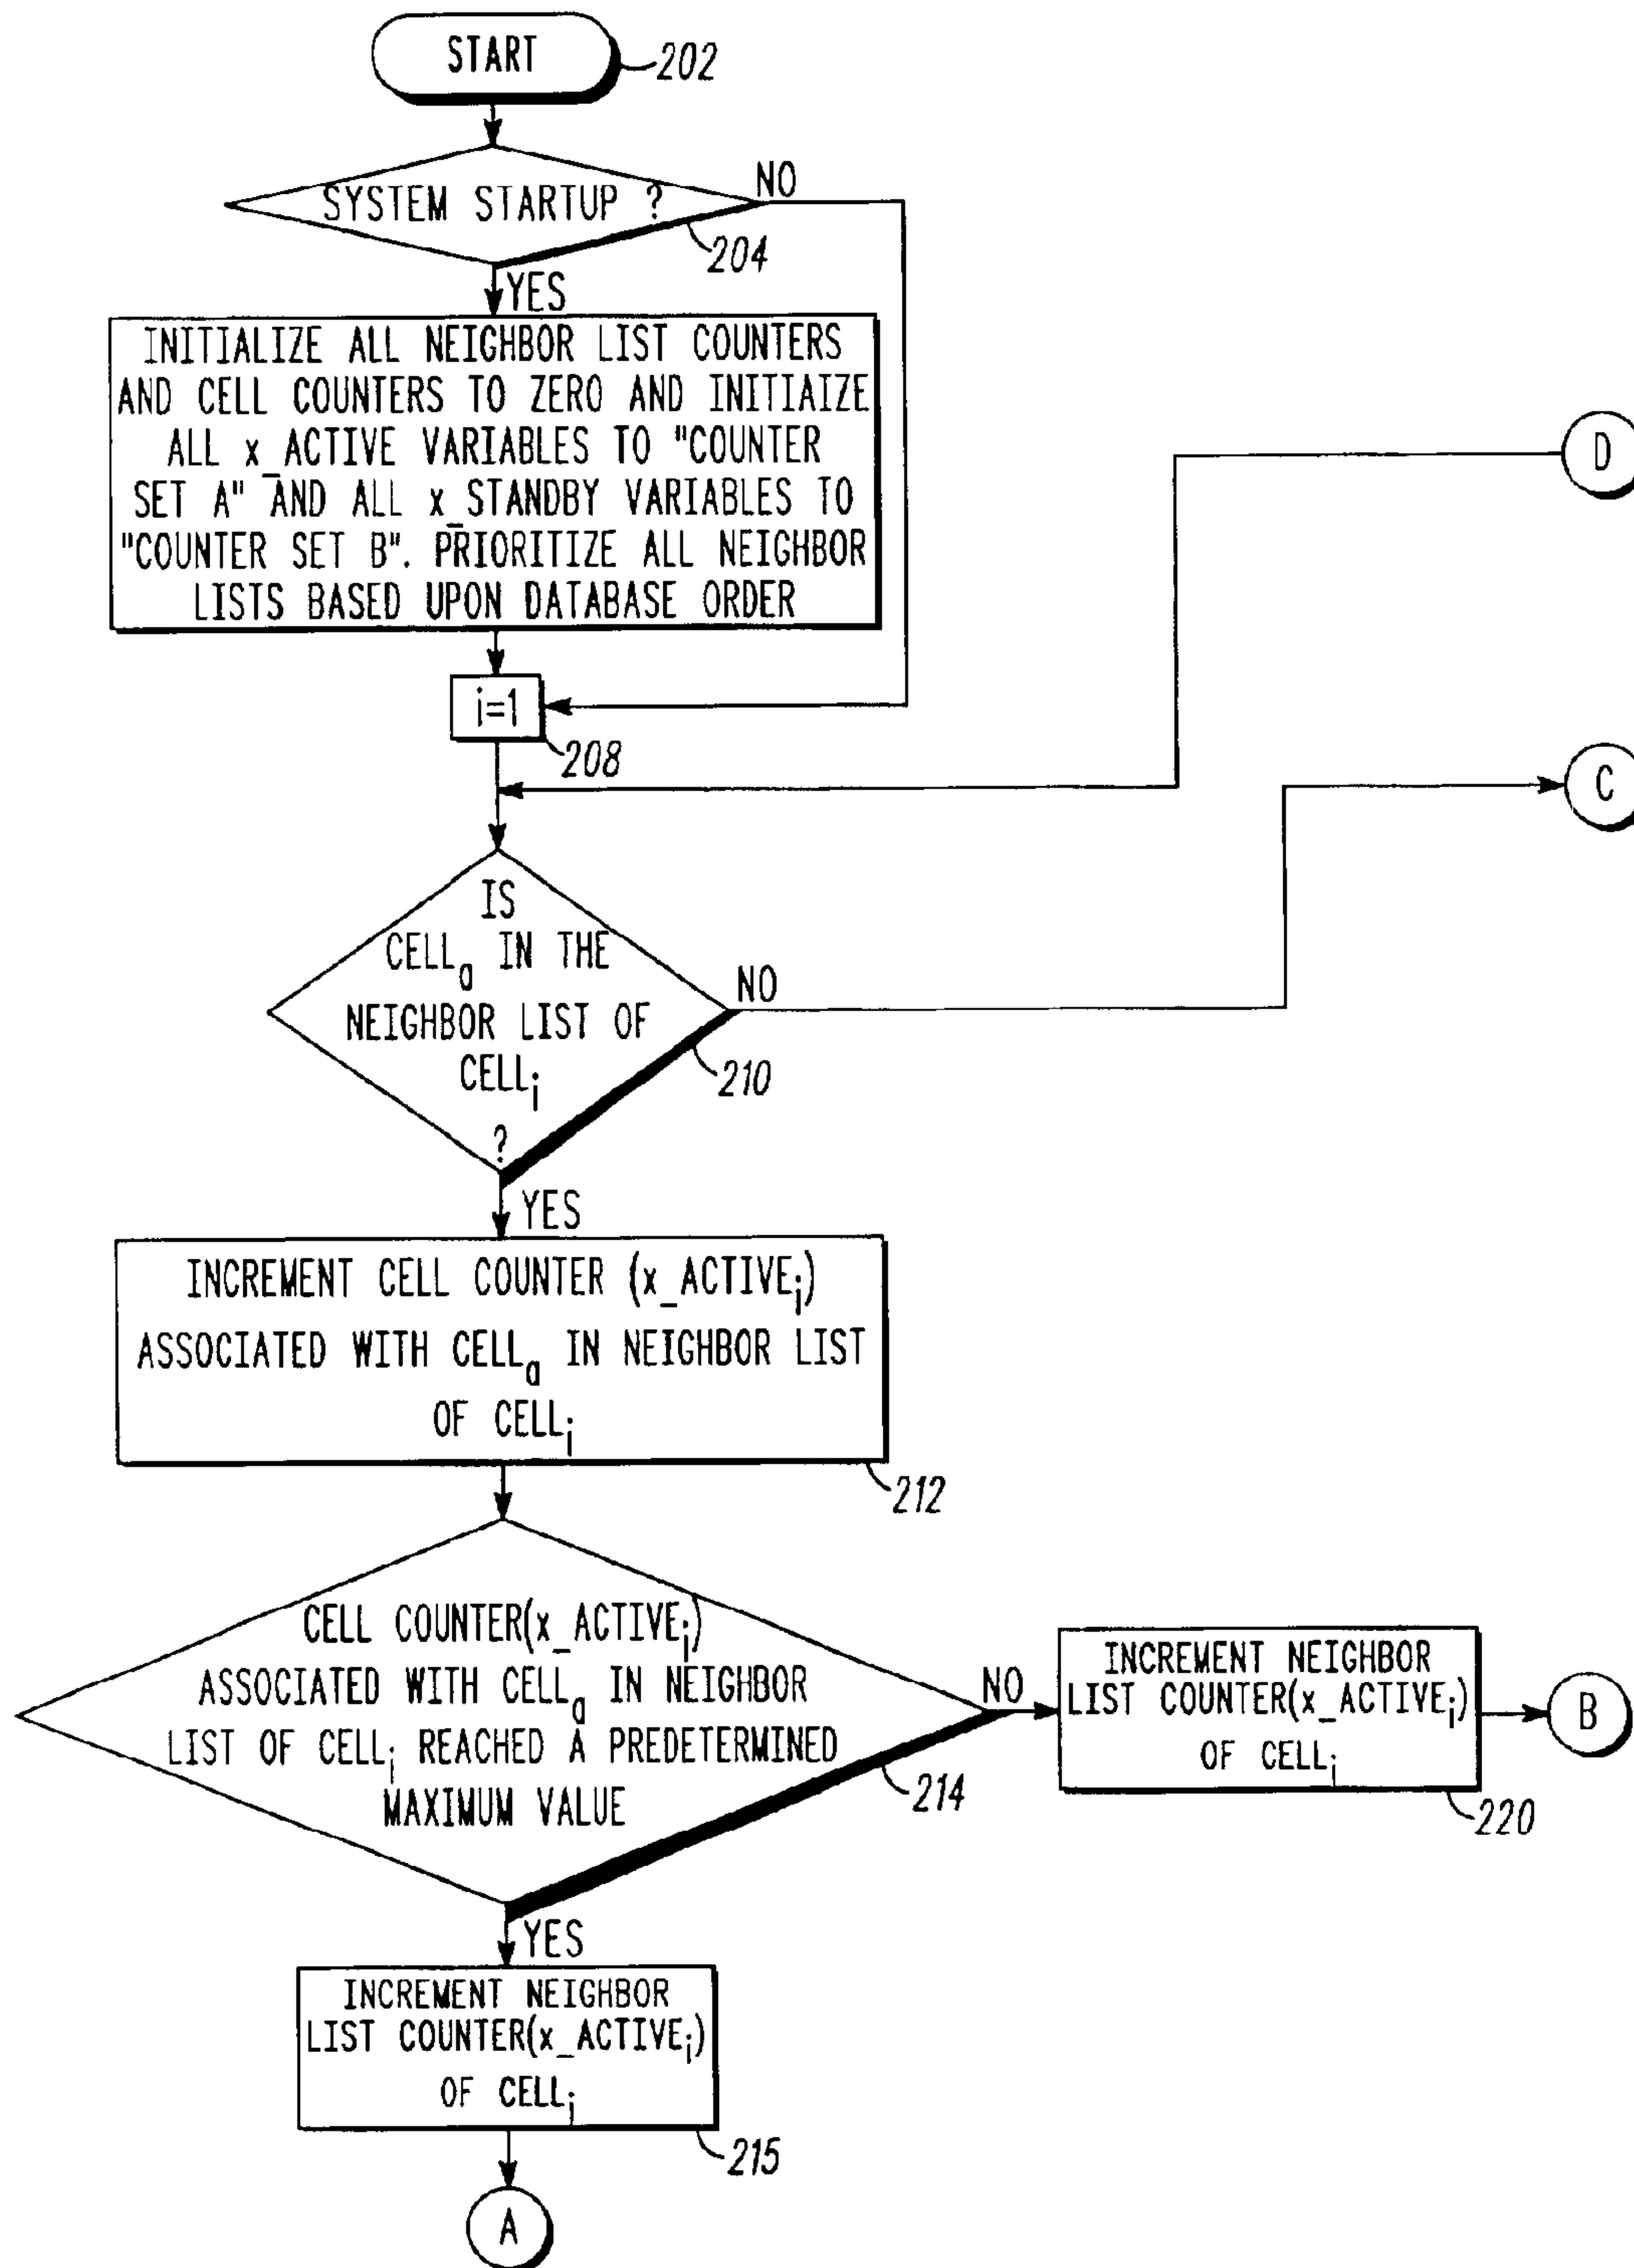 START
202
SYSTEM STARTUP ?
NO
204
YES
INITIALIZE ALL NEIGHBOR LIST COUNTERS
AND CELL COUNTERS TO ZERO AND INITIAIZE
ALL x_ACTIVE VARIABLES TO "COUNTER
SET A" AND ALL x_STANDBY VARIABLES TO
"COUNTER SET B". PRIORITIZE ALL NEIGHBOR
LISTS BASED UPON DATABASE ORDER
D
i=1
208
C
IS
CELLa IN THE
NEIGHBOR LIST OF
CELLi
?
NO
210
YES
INCREMENT CELL COUNTER (x_ACTIVEi)
ASSOCIATED WITH CELLa IN NEIGHBOR LIST
OF CELLi
212
CELL COUNTER(x_ACTIVEi)
ASSOCIATED WITH CELLa IN NEIGHBOR
LIST OF CELLi REACHED A PREDETERMINED
MAXIMUM VALUE
NO
214
INCREMENT NEIGHBOR
LIST COUNTER(x_ACTIVEi)
OF CELLi
220
B
YES
INCREMENT NEIGHBOR
LIST COUNTER(x_ACTIVEi)
OF CELLi
215
A